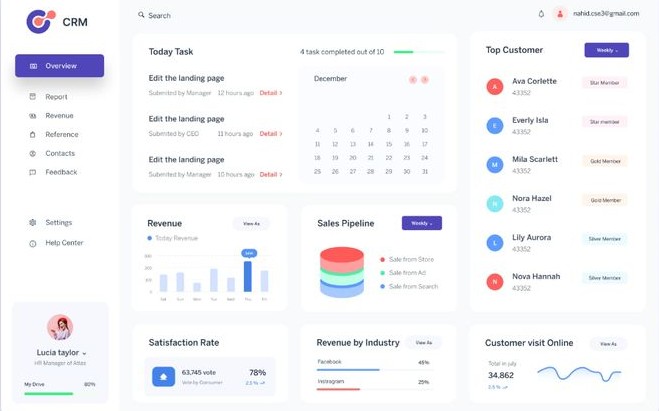 CRM
Search
nahid.cse3@gmail.com
Overview
Report
Revenue
Reference
Contacts
Feedback
Settings
Help Center
Lucia taylor
HR Manager of Atlas
My Drive 80%
Today Task
4 task completed out of 10
Edit the landing page
Submited by Manager 12 hours ago Detail
Edit the landing page
Submited by CEO 11 hours ago Detail
Edit the landing page
Submited by Manager 10 hours ago Detail
December
1 2 3
4 5 6 7 8 9 10
11 12 13 14 15 16 17
18 19 20 21 22 23 24
25 26 27 28 29 30 31
Top Customer
Weekly
A Ava Corlette Star Member
43352
E Everly Isla Star member
43352
M Mila Scarlett Gold Member
43352
N Nora Hazel Gold Member
43352
L Lily Aurora Silver Member
43352
N Nova Hannah Silver Member
43352
Revenue
View As
Today Revenue
Sat Sun Mon Tue Wed Thu Fri
Sales Pipeline
Weekly
Sale from Store
Sale from Ad
Sale from Search
Satisfaction Rate
63,745 vote 78%
Vote by Consumer
Revenue by Industry
View As
Facebook 45%
Instagram 25%
Customer visit Online
View As
Total in july
34.862